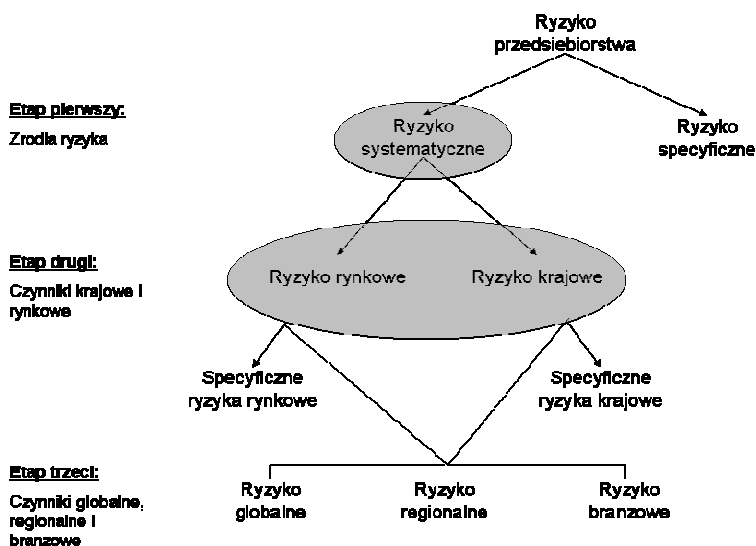 Ryzyko
przedsiebiorstwa
Etap pierwszy:
Zrodla ryzyka
Ryzyko
systematyczne
Ryzyko
specyficzne
Etap drugi:
Czynniki krajowe i
rynkowe
Ryzyko rynkowe
Ryzyko krajowe
Specyficzne
ryzyka rynkowe
Specyficzne
ryzyka krajowe
Etap trzeci:
Czynniki globalne,
regionalne i
branzowe
Ryzyko
globalne
Ryzyko
regionalne
Ryzyko
branzowe